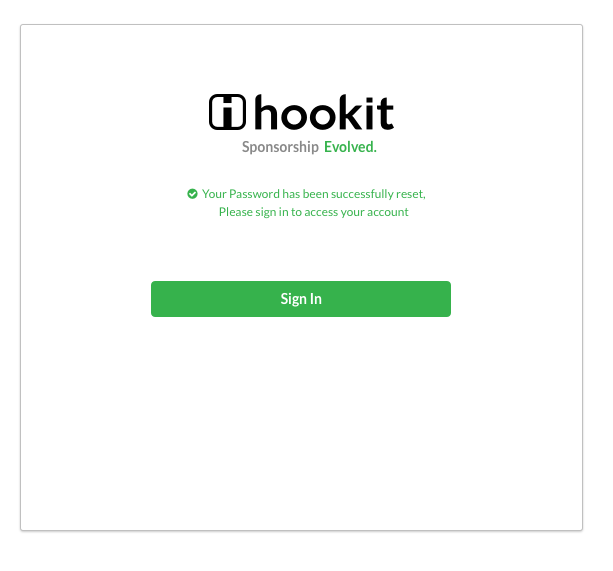 hookit
Sponsorship Evolved.
Your Password has been successfully reset,
Please sign in to access your account
Sign In